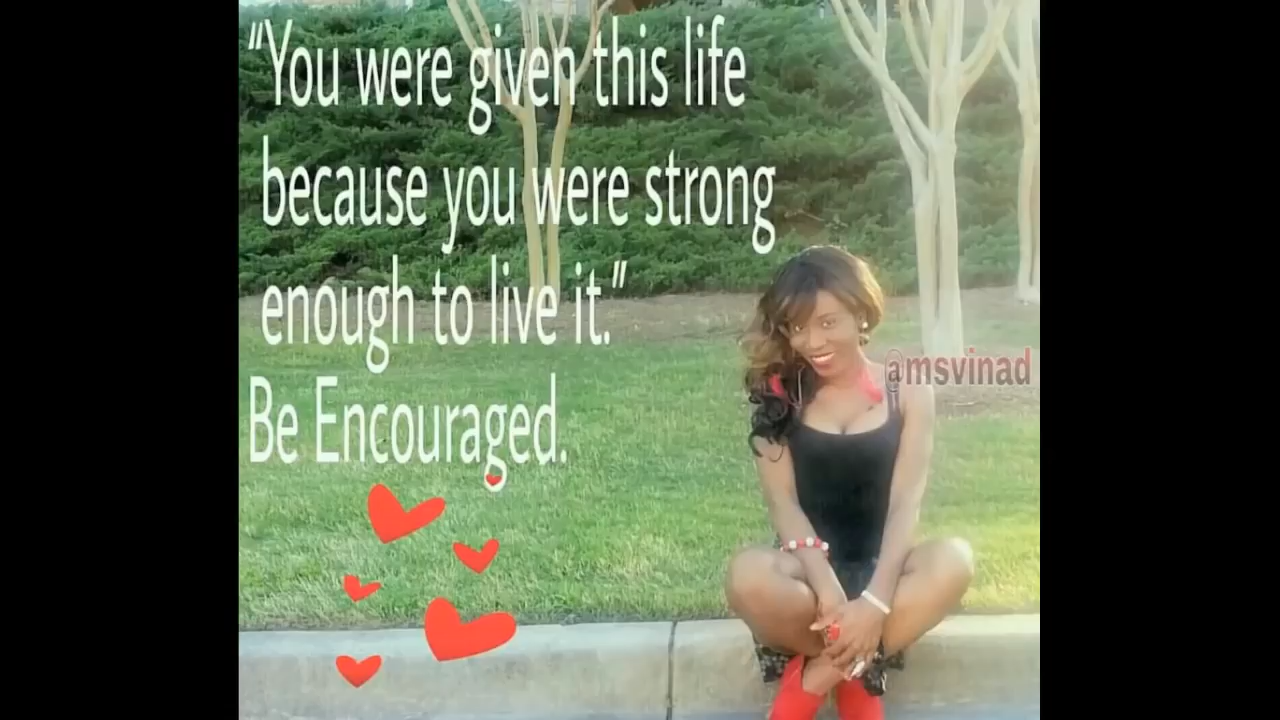 “You were given this life
because you were strong
enough to live it.”
Be Encouraged.
@msvinad